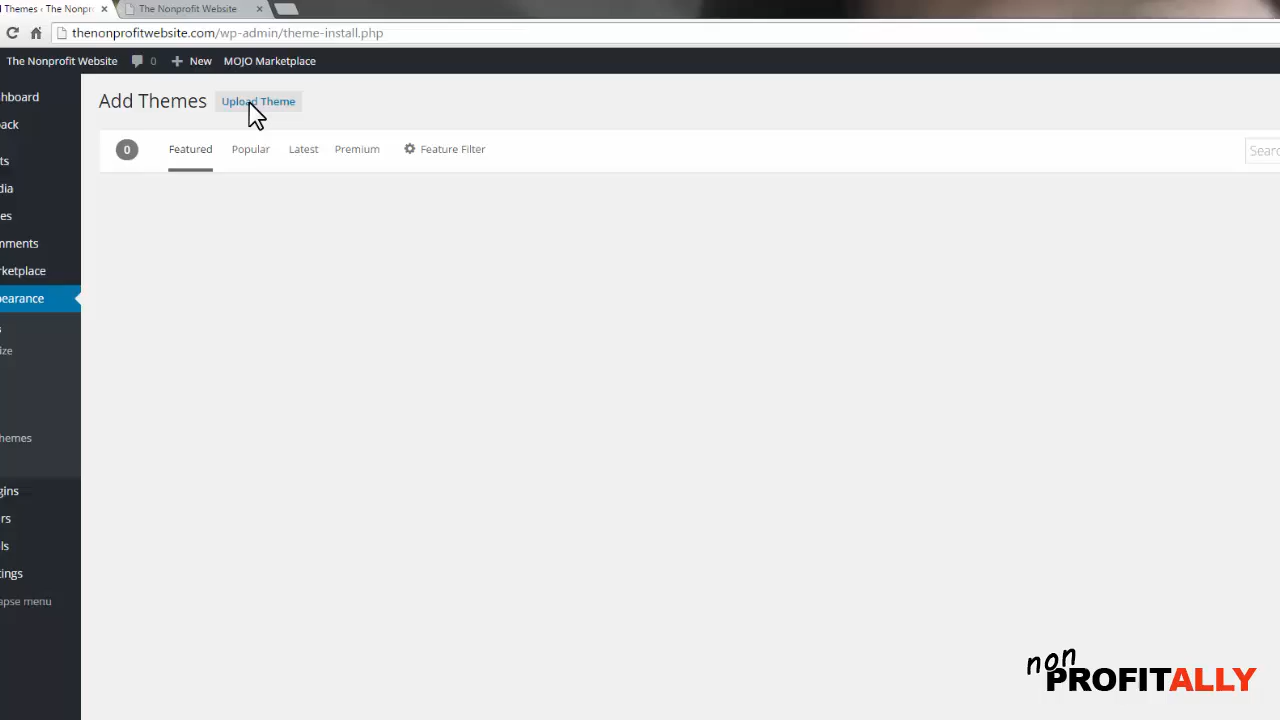 l Themes ‹ The Nonpr
The Nonprofit Website
thenonprofitwebsite.com/wp-admin/theme-install.php
The Nonprofit Website 0 New MOJO Marketplace
Add Themes Upload Theme
0 Featured Popular Latest Premium Feature Filter Searc
hboard
ack
ts
dia
es
mments
rketplace
pearance
s
ize
hemes
gins
rs
ls
tings
apse menu
non
PROFITALLY